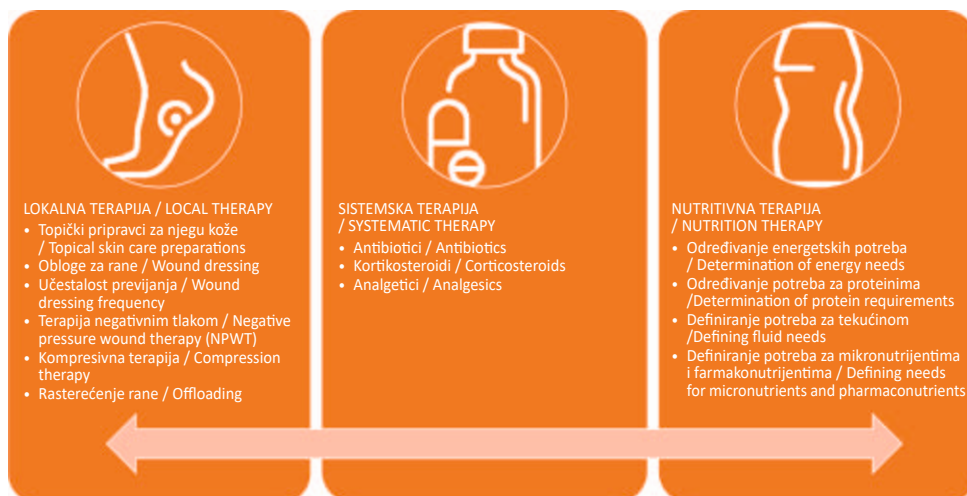 LOKALNA TERAPIJA / LOCAL THERAPY
• Topički pripravci za njegu kože
/ Topical skin care preparations
• Obloge za rane / Wound dressing
• Učestalost previjanja / Wound
dressing frequency
• Terapija negativnim tlakom / Negative
pressure wound therapy (NPWT)
• Kompresivna terapija / Compression
therapy
• Rasterećenje rane / Offloading
SISTEMSKA TERAPIJA
/ SYSTEMATIC THERAPY
• Antibiotici / Antibiotics
• Kortikosteroidi / Corticosteroids
• Analgetici / Analgesics
NUTRITIVNA TERAPIJA
/ NUTRITION THERAPY
• Određivanje energetskih potreba
/ Determination of energy needs
• Određivanje potreba za proteinima
/Determination of protein requirements
• Definiranje potreba za tekućinom
/Defining fluid needs
• Definiranje potreba za mikronutrijentima
i farmakonutrijentima / Defining needs
for micronutrients and pharmaconutrients